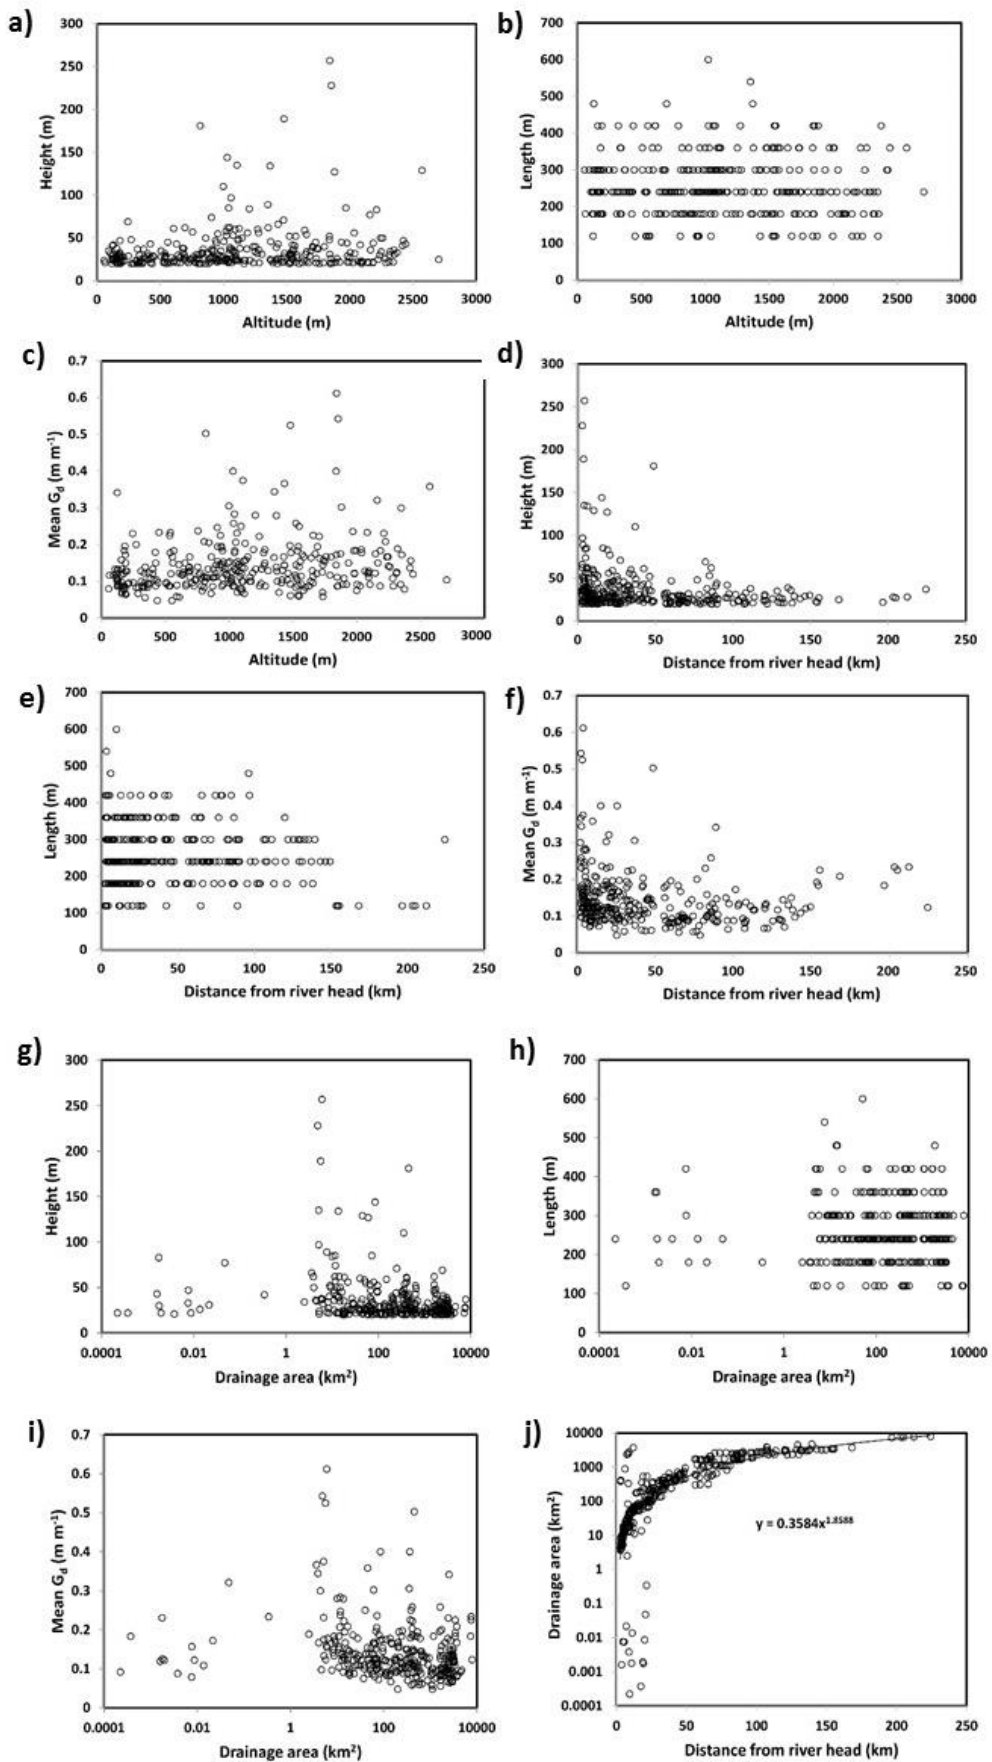 a)
300
250
200
150
100
50
0
Height (m)
0 500 1000 1500 2000 2500 3000
Altitude (m)
b)
700
600
500
400
300
200
100
0
Length (m)
0 500 1000 1500 2000 2500 3000
Altitude (m)
c)
0.7
0.6
0.5
0.4
0.3
0.2
0.1
0
Mean Gd (m m-1)
0 500 1000 1500 2000 2500 3000
Altitude (m)
d)
300
250
200
150
100
50
0
Height (m)
0 50 100 150 200 250
Distance from river head (km)
e)
700
600
500
400
300
200
100
0
Length (m)
0 50 100 150 200 250
Distance from river head (km)
f)
0.7
0.6
0.5
0.4
0.3
0.2
0.1
0
Mean Gd (m m-1)
0 50 100 150 200 250
Distance from river head (km)
g)
300
250
200
150
100
50
0
Height (m)
0.0001 0.01 1 100 10000
Drainage area (km²)
h)
700
600
500
400
300
200
100
0
Length (m)
0.0001 0.01 1 100 10000
Drainage area (km²)
i)
0.7
0.6
0.5
0.4
0.3
0.2
0.1
0
Mean Gd (m m-1)
0.0001 0.01 1 100 10000
Drainage area (km²)
j)
10000
1000
100
10
1
0.1
0.01
0.001
0.0001
Drainage area (km²)
y = 0.3584x1.8588
0 50 100 150 200 250
Distance from river head (km)